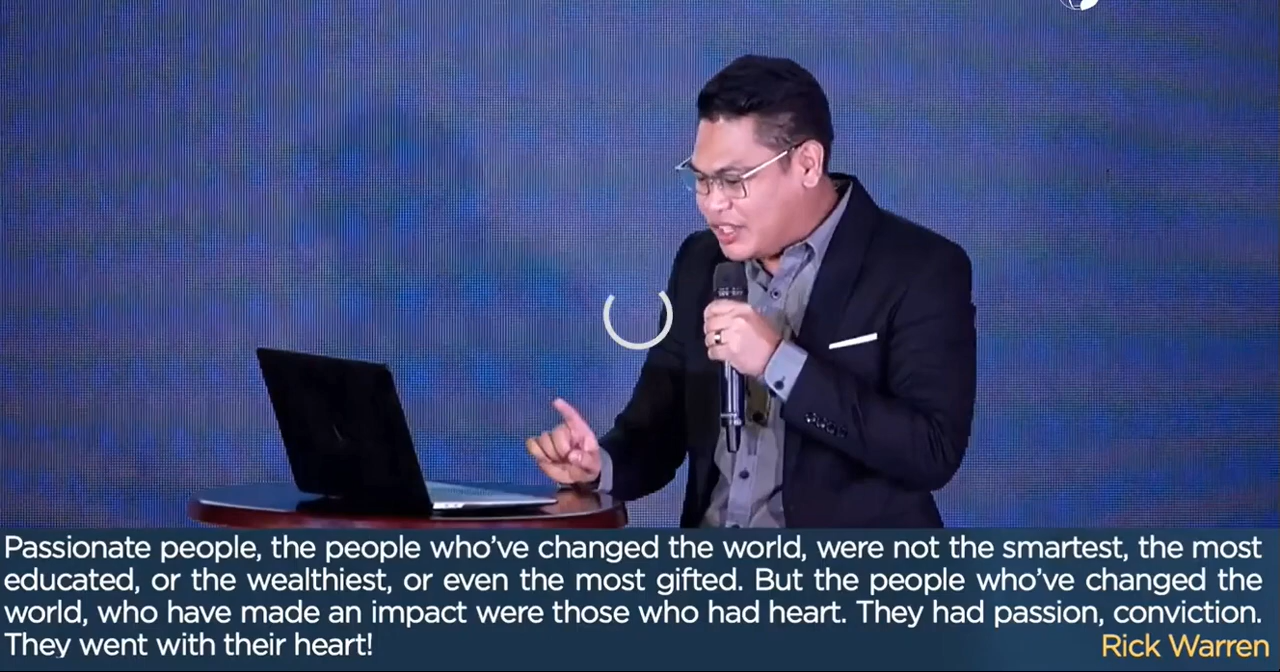 Passionate people, the people who’ve changed the world, were not the smartest, the most
educated, or the wealthiest, or even the most gifted. But the people who’ve changed the
world, who have made an impact were those who had heart. They had passion, conviction.
They went with their heart!
Rick Warren